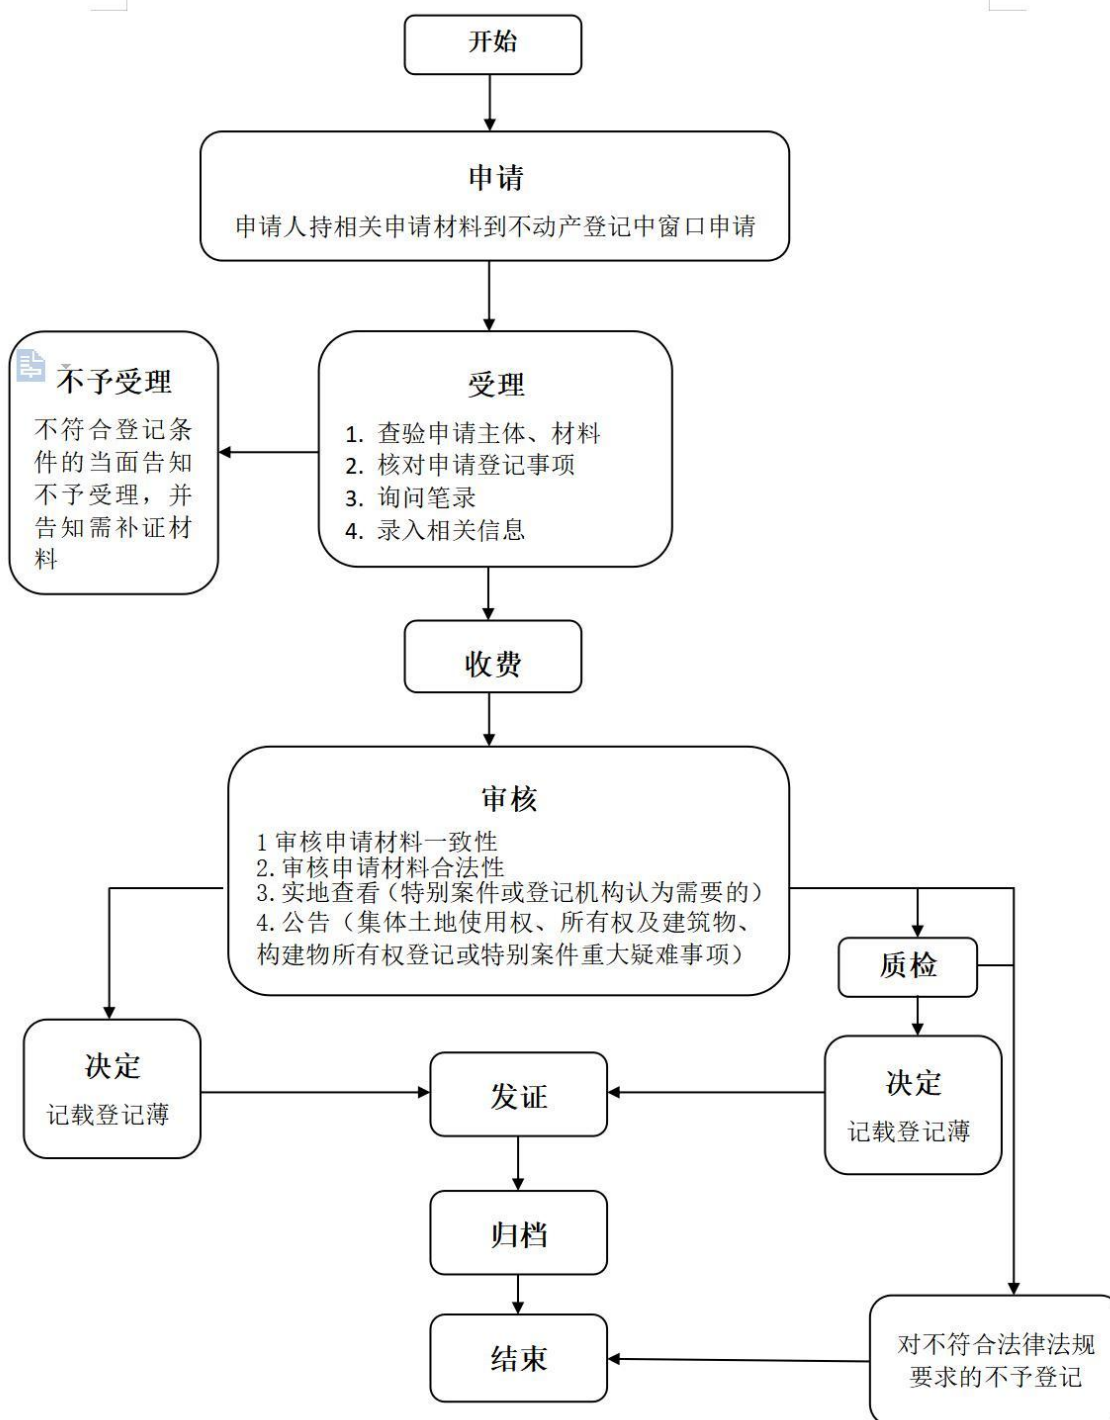 开始
申请
申请人持相关申请材料到不动产登记中窗口申请
不予受理
不符合登记条
件的当面告知
不予受理，并
告知需补证材
料
受理
1. 查验申请主体、材料
2. 核对申请登记事项
3. 询问笔录
4. 录入相关信息
收费
审核
1 审核申请材料一致性
2. 审核申请材料合法性
3. 实地查看（特别案件或登记机构认为需要的）
4. 公告（集体土地使用权、所有权及建筑物、
构建物所有权登记或特别案件重大疑难事项）
质检
决定
记载登记薄
发证
决定
记载登记薄
归档
结束
对不符合法律法规
要求的不予登记